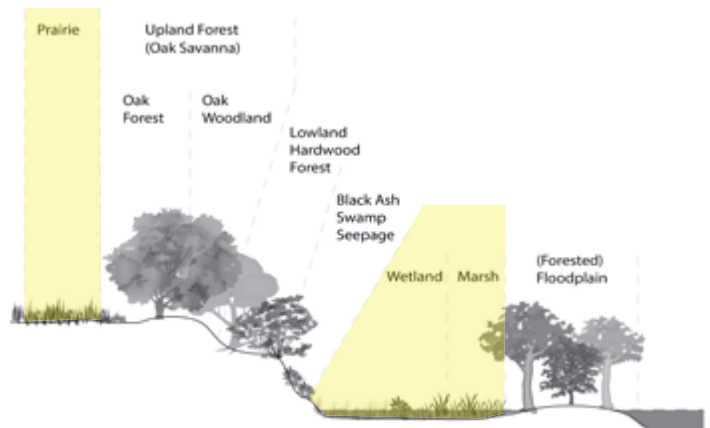 Prairie
Upland Forest
(Oak Savanna)
Oak
Forest
Oak
Woodland
Lowland
Hardwood
Forest
Black Ash
Swamp
Seepage
Wetland
Marsh
(Forested)
Floodplain